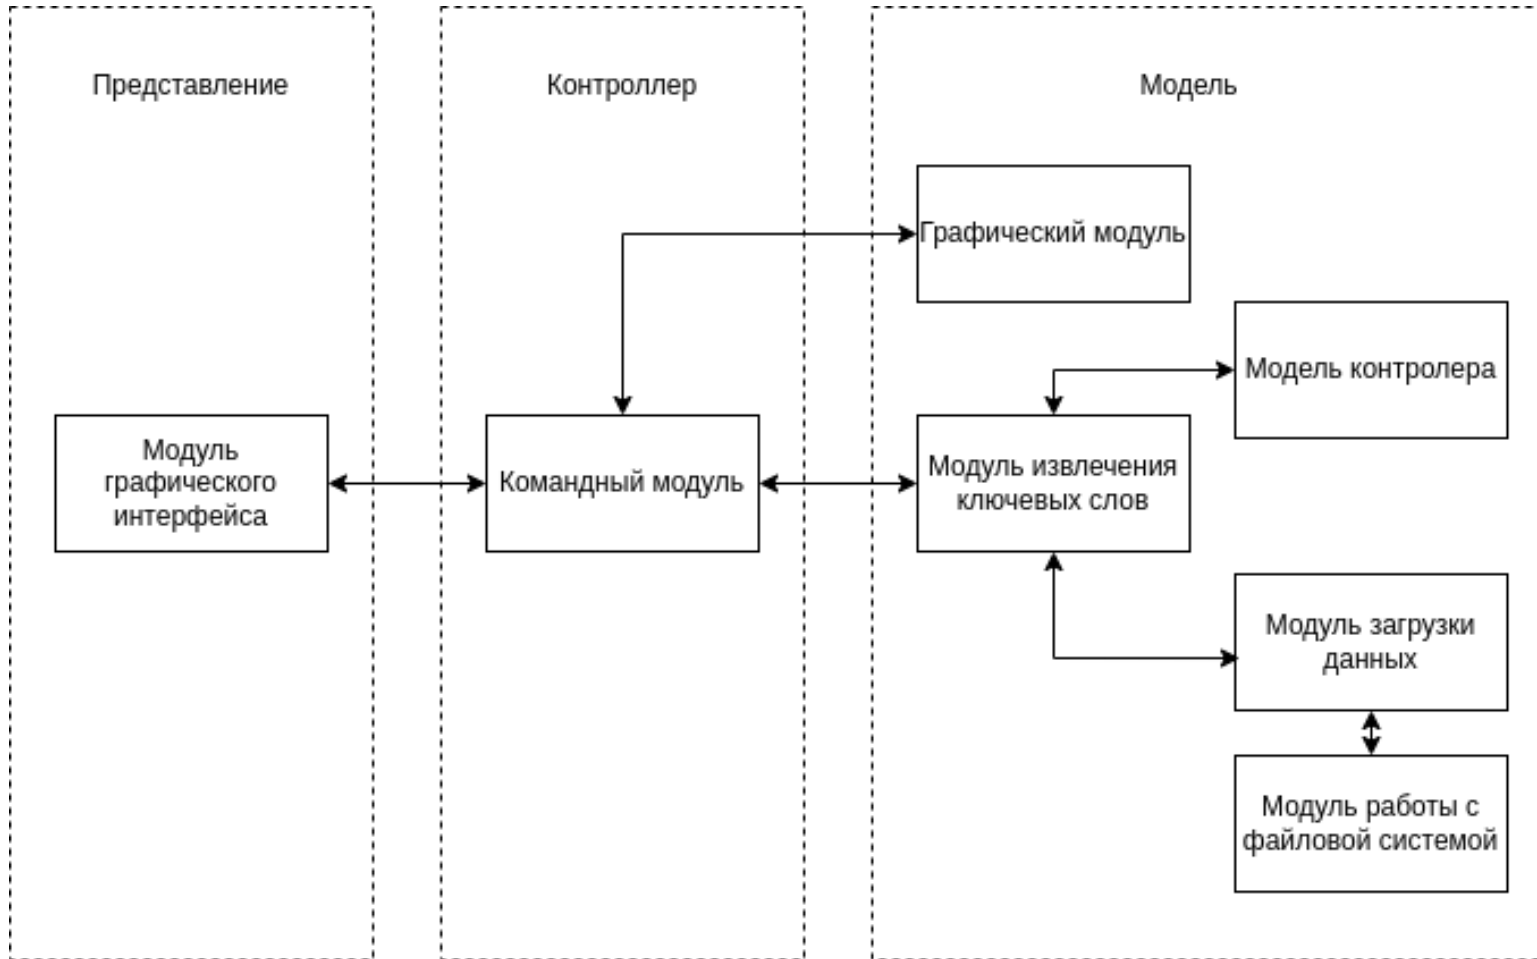 Представление
Контроллер
Модель
Графический модуль
Модель контролера
Модуль
графического
интерфейса
Командный модуль
Модуль извлечения
ключевых слов
Модуль загрузки
данных
Модуль работы с
файловой системой